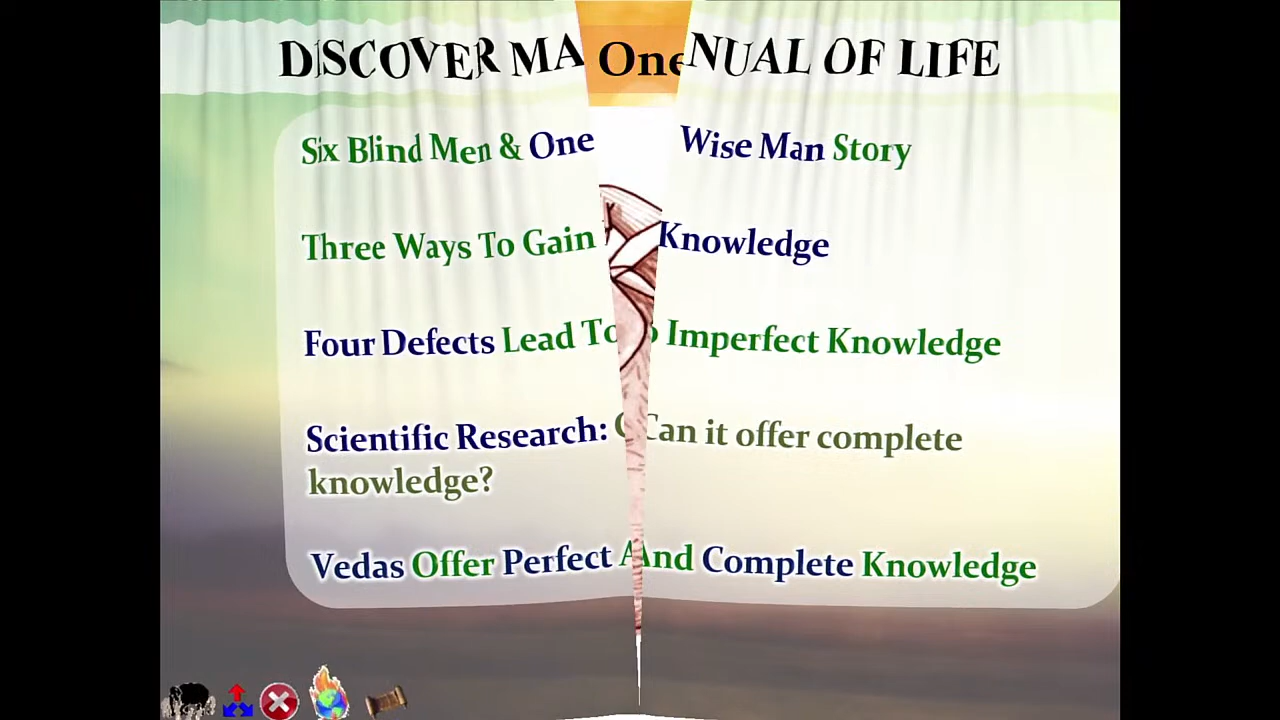 DISCOVER MA One NUAL OF LIFE
Six Blind Men & One Wise Man Story
Three Ways To Gain Knowledge
Four Defects Lead To Imperfect Knowledge
Scientific Research: Can it offer complete
knowledge?
Vedas Offer Perfect And Complete Knowledge